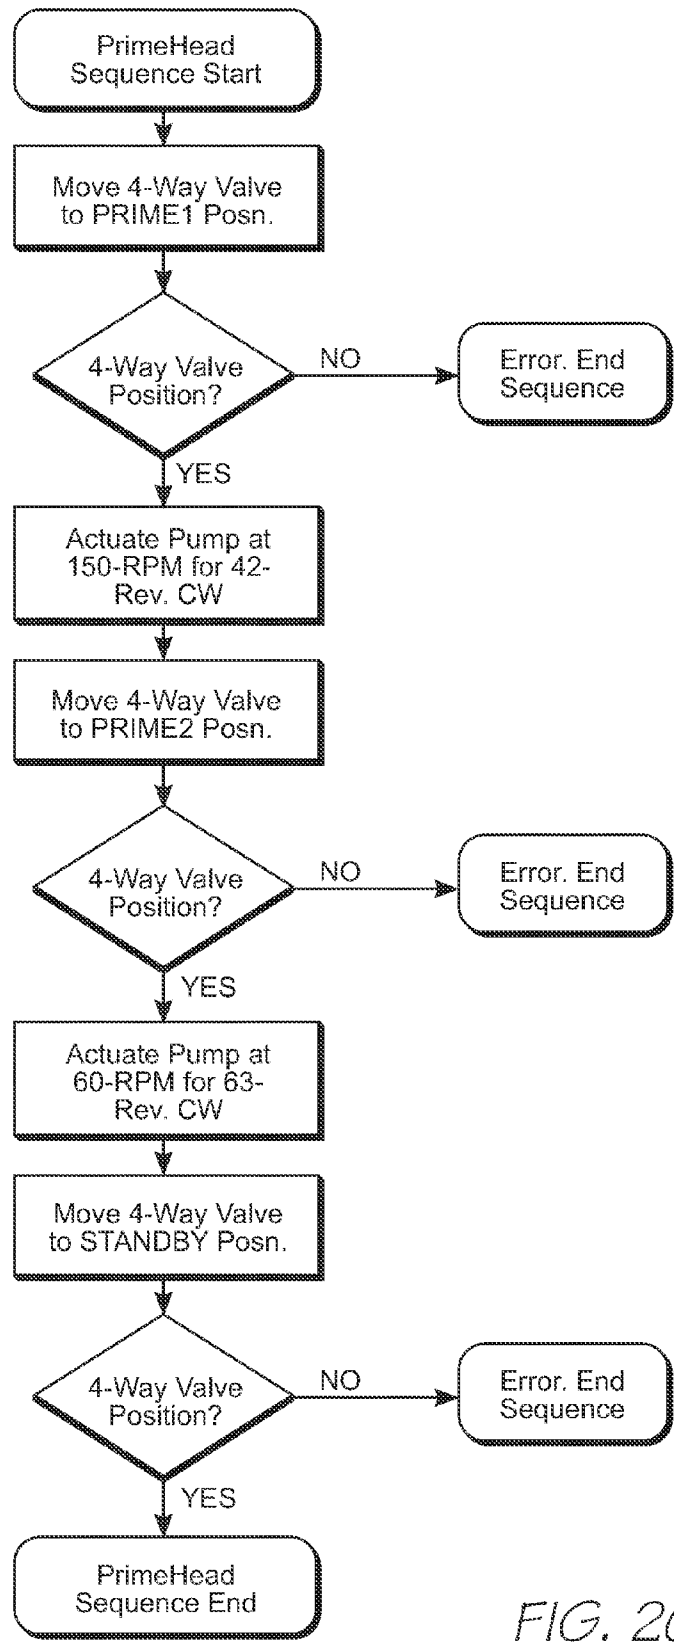 PrimeHead
Sequence Start
Move 4-Way Valve
to PRIME1 Posn.
4-Way Valve
Position?
NO
Error. End
Sequence
YES
Actuate Pump at
150-RPM for 42-
Rev. CW
Move 4-Way Valve
to PRIME2 Posn.
4-Way Valve
Position?
NO
Error. End
Sequence
YES
Actuate Pump at
60-RPM for 63-
Rev. CW
Move 4-Way Valve
to STANDBY Posn.
4-Way Valve
Position?
NO
Error. End
Sequence
YES
PrimeHead
Sequence End
FIG.